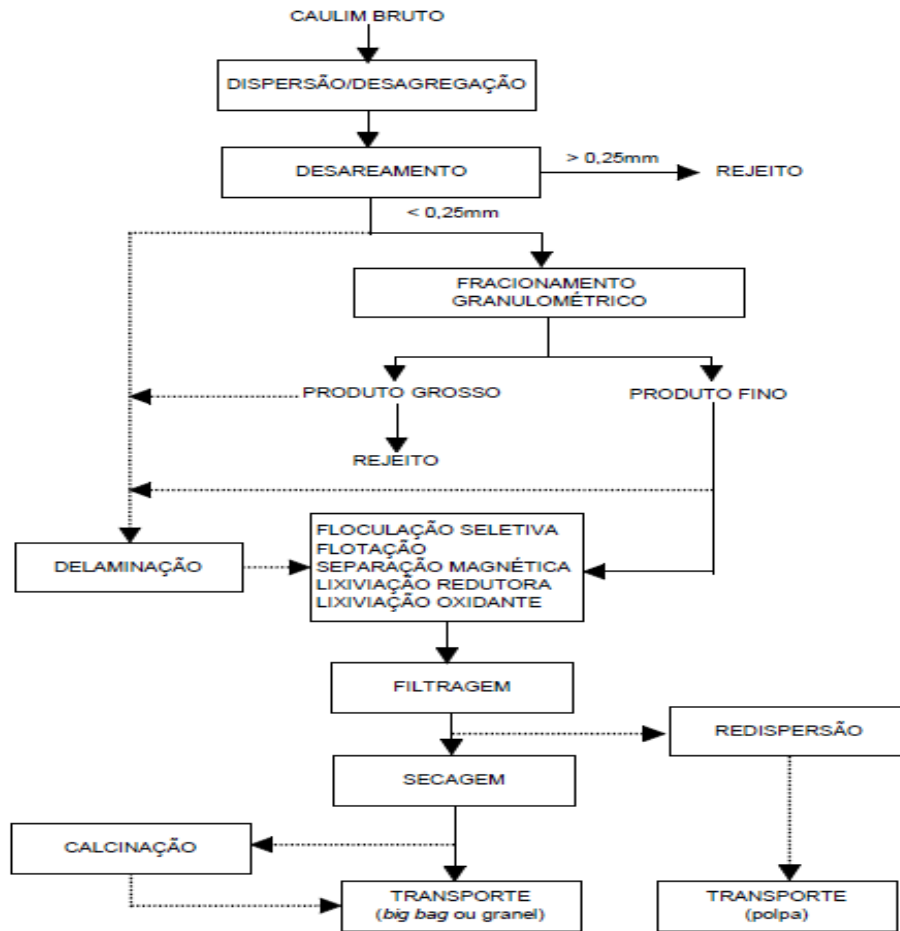 CAULIM BRUTO
DISPERSÃO/DESAGREGAÇÃO
> 0,25mm
DESAREAMENTO
REJEITO
< 0,25mm
FRACIONAMENTO
GRANULOMÉTRICO
PRODUTO GROSSO
PRODUTO FINO
REJEITO
FLOCULAÇÃO SELETIVA
FLOTAÇÃO
SEPARAÇÃO MAGNÉTICA
LIXIVIAÇÃO REDUTORA
LIXIVIAÇÃO OXIDANTE
DELAMINAÇÃO
FILTRAGEM
REDISPERSÃO
SECAGEM
CALCINAÇÃO
TRANSPORTE
(big bag ou granel)
TRANSPORTE
(polpa)